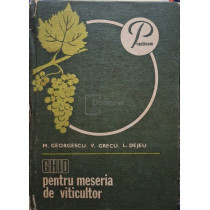 Practicum
M. GEORGESCU V. GRECU L. DEJEU
GHID
pentru meseria
de viticultor